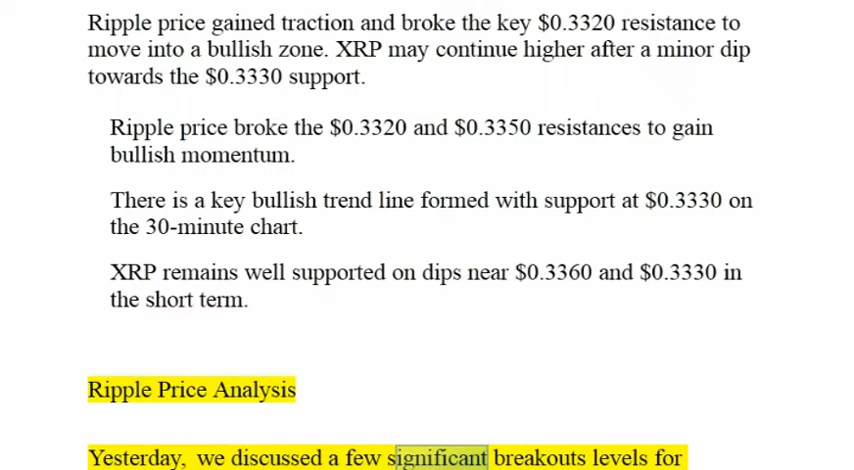 Ripple price gained traction and broke the key $0.3320 resistance to
move into a bullish zone. XRP may continue higher after a minor dip
towards the $0.3330 support.
Ripple price broke the $0.3320 and $0.3350 resistances to gain
bullish momentum.
There is a key bullish trend line formed with support at $0.3330 on
the 30-minute chart.
XRP remains well supported on dips near $0.3360 and $0.3330 in
the short term.
Ripple Price Analysis
Yesterday, we discussed a few significant breakouts levels for